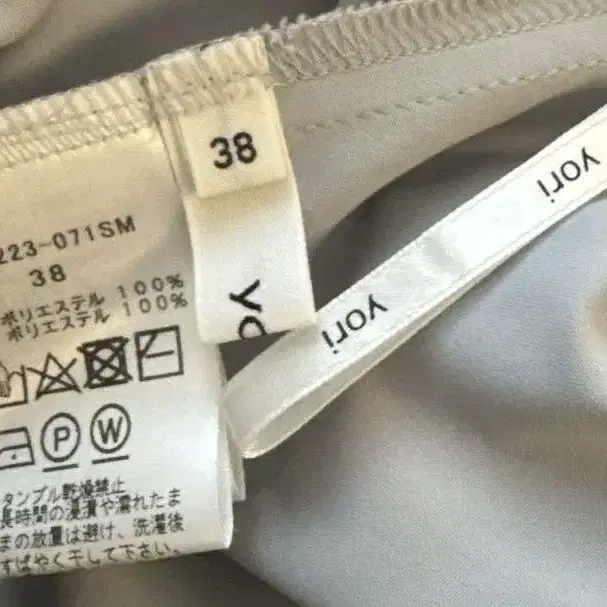 38
yori
yori
223-071SM
38
ポリエステル 100%
ポリエステル 100%
P W
タンブル乾燥禁止
長時間の浸漬や濡れたま
まの放置は避け、洗濯後
すばやく干して下さい。